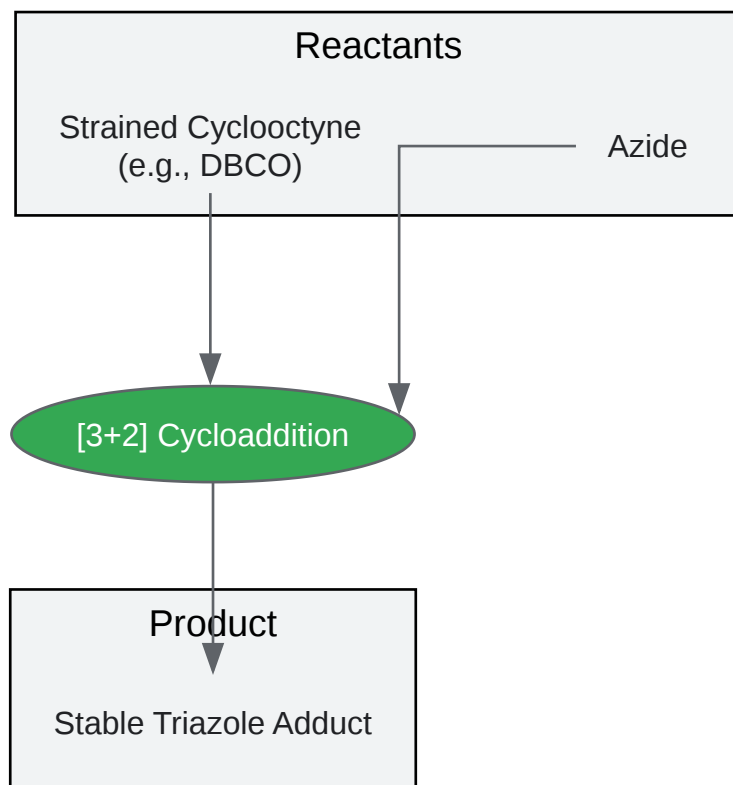 Reactants
Strained Cyclooctyne
(e.g., DBCO)
Azide
[3+2] Cycloaddition
Product
Stable Triazole Adduct